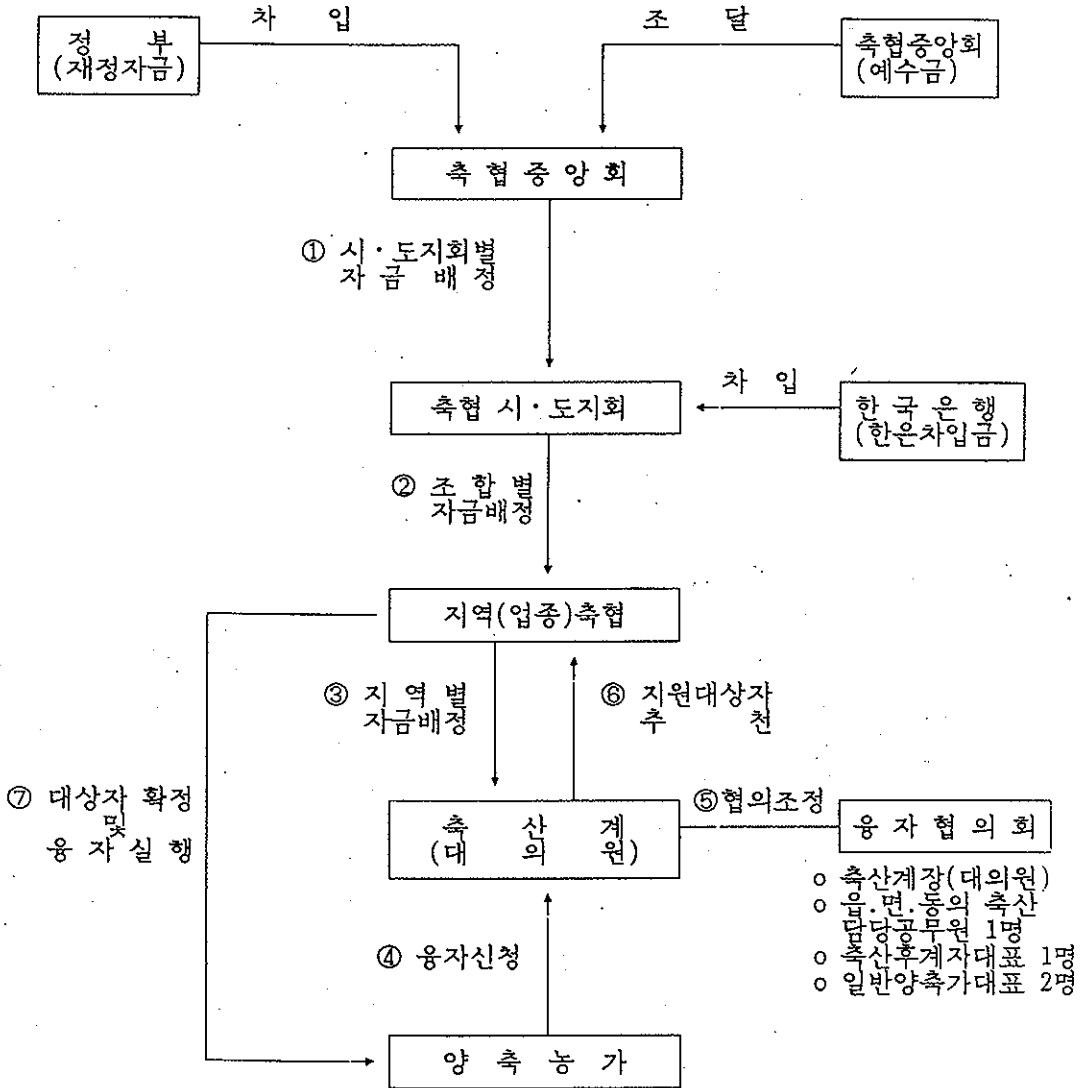 차 입
조 달
정 부
(재정자금)
축협중앙회
(예수금)
축 협 중 앙 회
① 시·도지회별
자 금 배 정
축협 시·도지회
차 입
한 국 은 행
(한은차입금)
② 조 합 별
자금배정
지역(업종)축협
③ 지 역 별
자금배정
⑥ 지원대상자
추 천
⑦ 대상자 확정
및
융 자 실 행
축 산 계
(대 의 원)
⑤협의조정
융 자 협 의 회
o 축산계장(대의원)
o 읍.면.동의 축산
담당공무원 1명
o 축산후계자대표 1명
o 일반양축가대표 2명
④ 융자신청
양 축 농 가